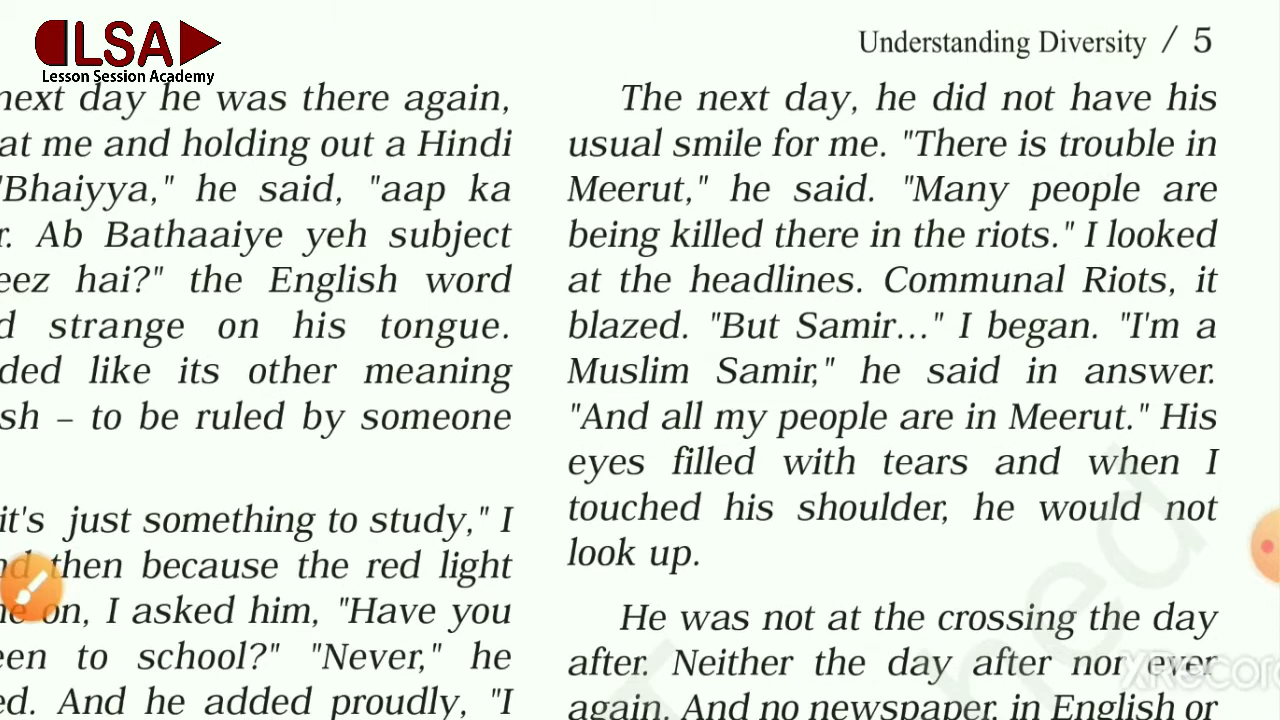 LSA
Lesson Session Academy
Understanding Diversity / 5
next day he was there again,
at me and holding out a Hindi
"Bhaiyya," he said, "aap ka
r. Ab Bathaaiye yeh subject
eez hai?" the English word
d strange on his tongue.
ded like its other meaning
sh – to be ruled by someone
it's just something to study," I
then because the red light
on, I asked him, "Have you
een to school?" "Never," he
ed. And he added proudly, "I
The next day, he did not have his
usual smile for me. "There is trouble in
Meerut," he said. "Many people are
being killed there in the riots." I looked
at the headlines. Communal Riots, it
blazed. "But Samir..." I began. "I'm a
Muslim Samir," he said in answer.
"And all my people are in Meerut." His
eyes filled with tears and when I
touched his shoulder, he would not
look up.
He was not at the crossing the day
after. Neither the day after nor ever
again. And no newspaper, in English or